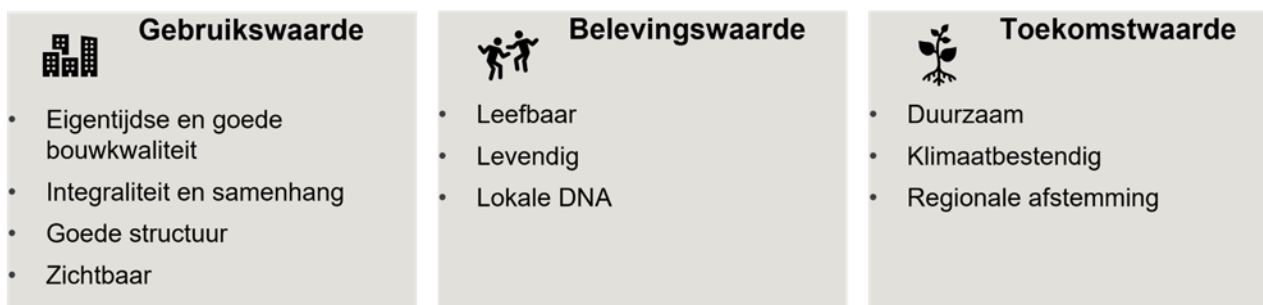 Gebruikswaarde
• Eigentijdse en goede
bouwkwaliteit
• Integraliteit en samenhang
• Goede structuur
• Zichtbaar
Belevingswaarde
• Leefbaar
• Levendig
• Lokale DNA
Toekomstwaarde
• Duurzaam
• Klimaatbestendig
• Regionale afstemming